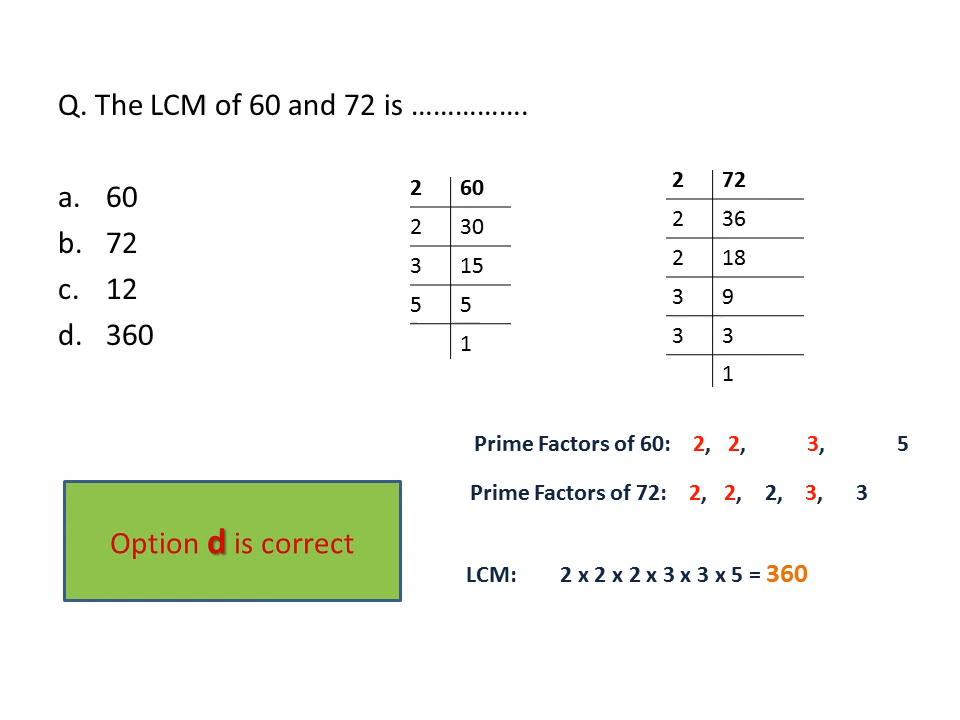 Q. The LCM of 60 and 72 is …………….
a. 60
b. 72
c. 12
d. 360
2 60
2 30
3 15
5 5
1
2 72
2 36
2 18
3 9
3 3
1
Prime Factors of 60: 2, 2, 3, 5
Prime Factors of 72: 2, 2, 2, 3, 3
LCM: 2 x 2 x 2 x 3 x 3 x 5 = 360
Option d is correct